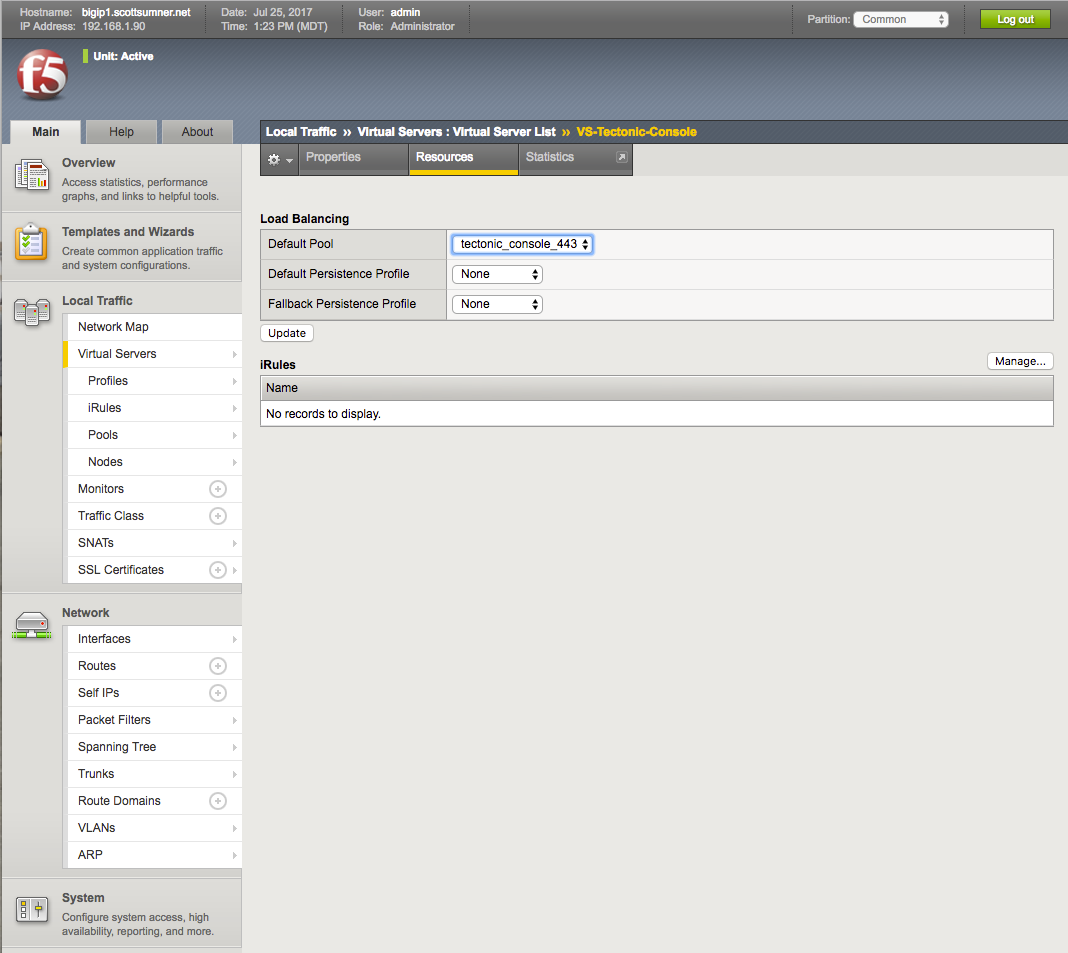 Hostname: bigip1.scottsumner.net Date: Jul 25, 2017 User: admin
IP Address: 192.168.1.90 Time: 1:23 PM (MDT) Role: Administrator
Partition: Common Log out
f5
Unit: Active
Main Help About
Local Traffic ›› Virtual Servers : Virtual Server List ›› VS-Tectonic-Console
Properties Resources Statistics
Overview
Access statistics, performance
graphs, and links to helpful tools.
Templates and Wizards
Create common application traffic
and system configurations.
Local Traffic
Network Map
Virtual Servers
Profiles
iRules
Pools
Nodes
Monitors
Traffic Class
SNATs
SSL Certificates
Network
Interfaces
Routes
Self IPs
Packet Filters
Spanning Tree
Trunks
Route Domains
VLANs
ARP
System
Configure system access, high
availability, reporting, and more.
Load Balancing
Default Pool tectonic_console_443
Default Persistence Profile None
Fallback Persistence Profile None
Update
iRules Manage...
Name
No records to display.